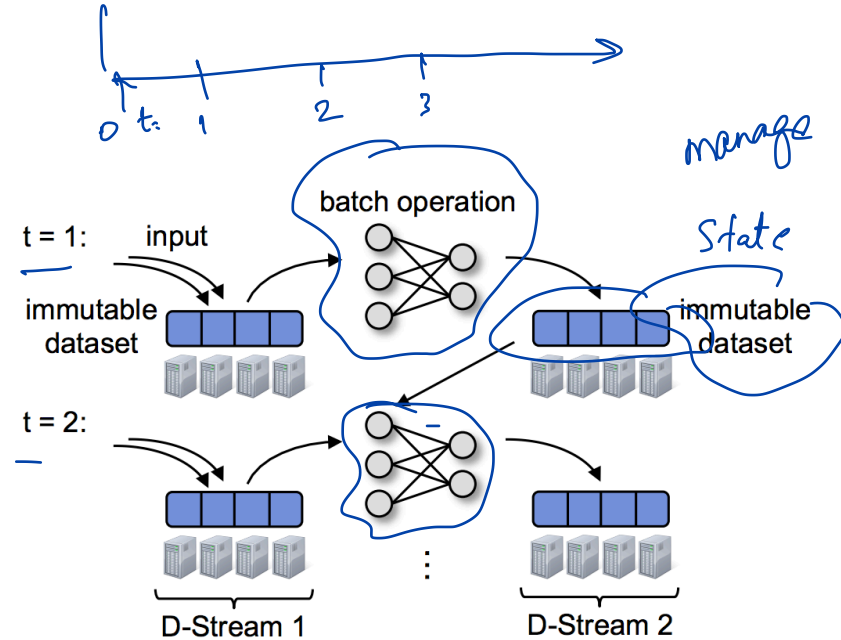 0 t= 1 2 3
manage
state
batch operation
t = 1: input
immutable
dataset
immutable
dataset
t = 2:
D-Stream 1
D-Stream 2